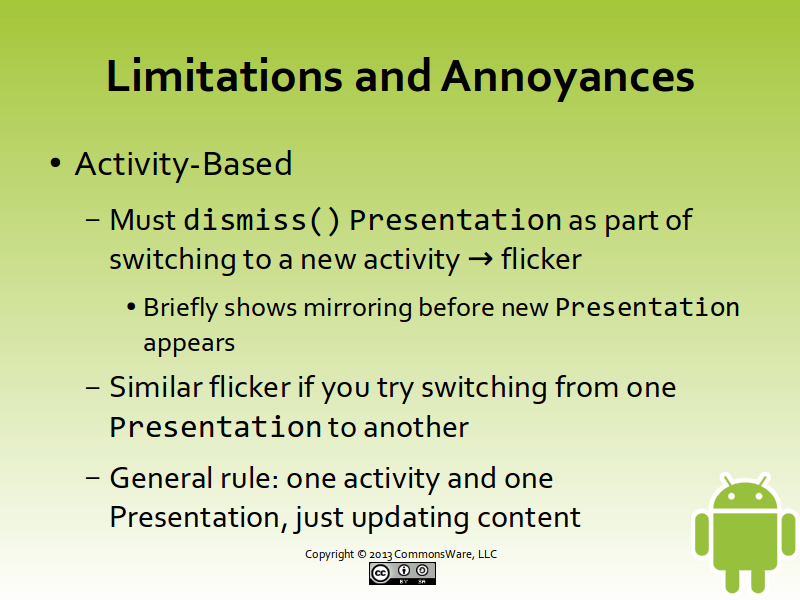 Limitations and Annoyances
• Activity-Based
– Must dismiss() Presentation as part of
switching to a new activity → flicker
• Briefly shows mirroring before new Presentation
appears
– Similar flicker if you try switching from one
Presentation to another
– General rule: one activity and one
Presentation, just updating content
Copyright © 2013 CommonsWare, LLC
cc
BY SA